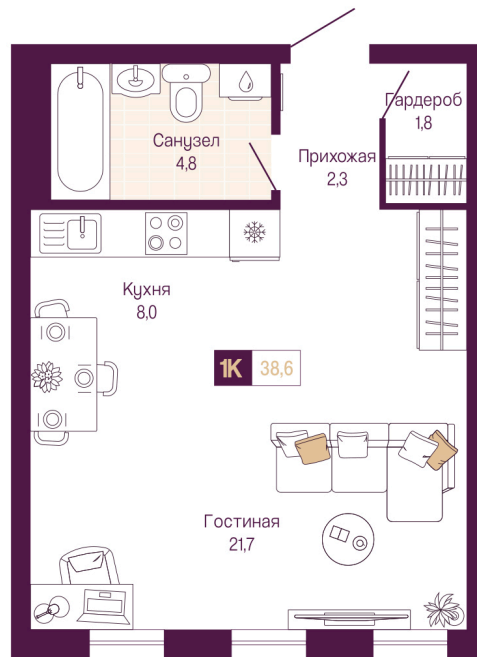 Гардероб
1,8
Санузел
4,8
Прихожая
2,3
Кухня
8,0
1К 38,6
Гостиная
21,7